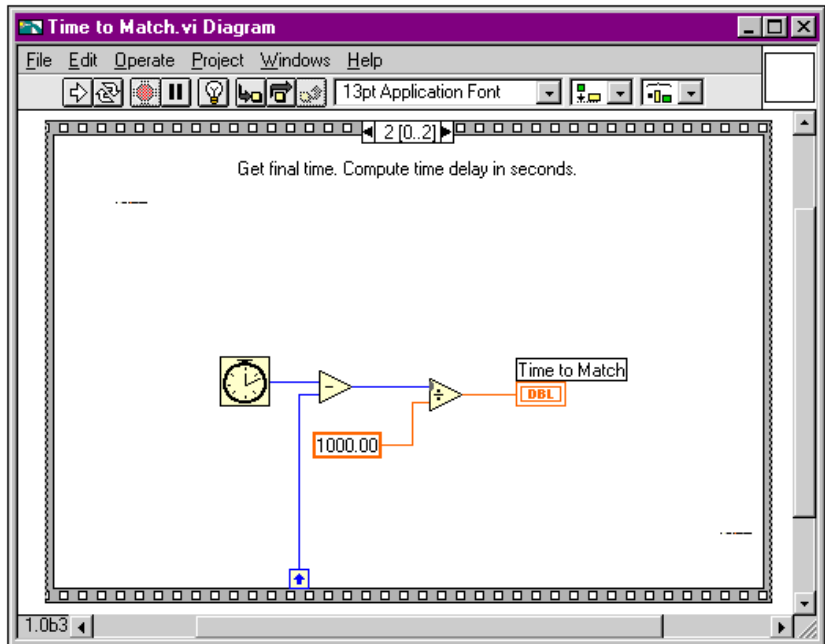 Time to Match.vi Diagram
File Edit Operate Project Windows Help
13pt Application Font
2 [0..2]
Get final time. Compute time delay in seconds.
Time to Match
DBL
1000.00
1.0b3